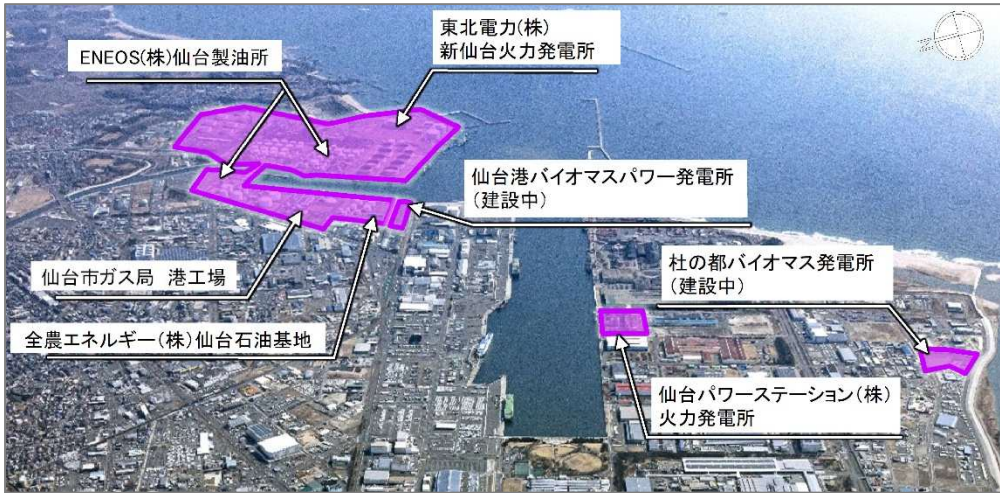 東北電力(株)
新仙台火力発電所
ENEOS(株)仙台製油所
仙台港バイオマスパワー発電所
(建設中)
杜の都バイオマス発電所
(建設中)
仙台市ガス局 港工場
全農エネルギー(株)仙台石油基地
仙台パワーステーション(株)
火力発電所